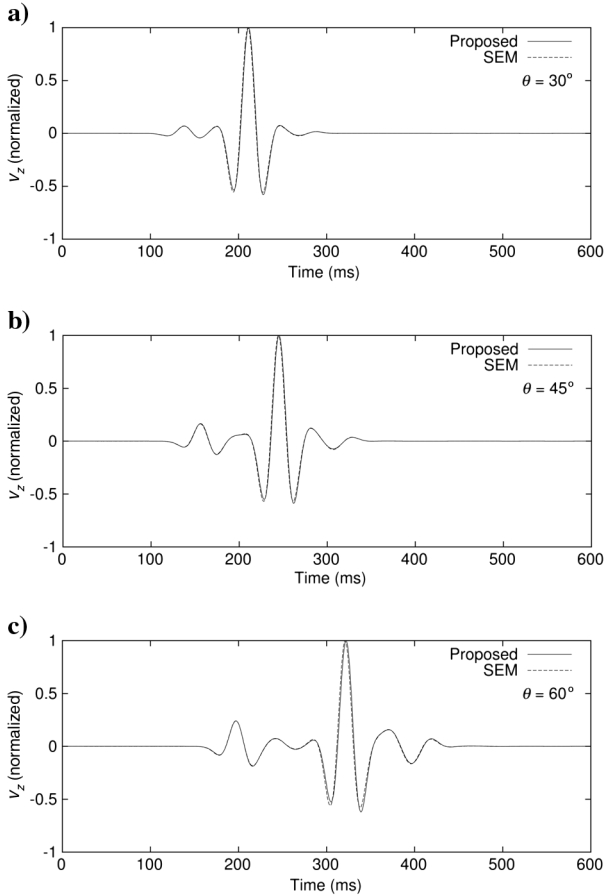 a)
1
0.5
0
-0.5
-1
v_z (normalized)
Proposed
SEM
θ = 30°
0 100 200 300 400 500 600
Time (ms)
b)
1
0.5
0
-0.5
-1
v_z (normalized)
Proposed
SEM
θ = 45°
0 100 200 300 400 500 600
Time (ms)
c)
1
0.5
0
-0.5
-1
v_z (normalized)
Proposed
SEM
θ = 60°
0 100 200 300 400 500 600
Time (ms)